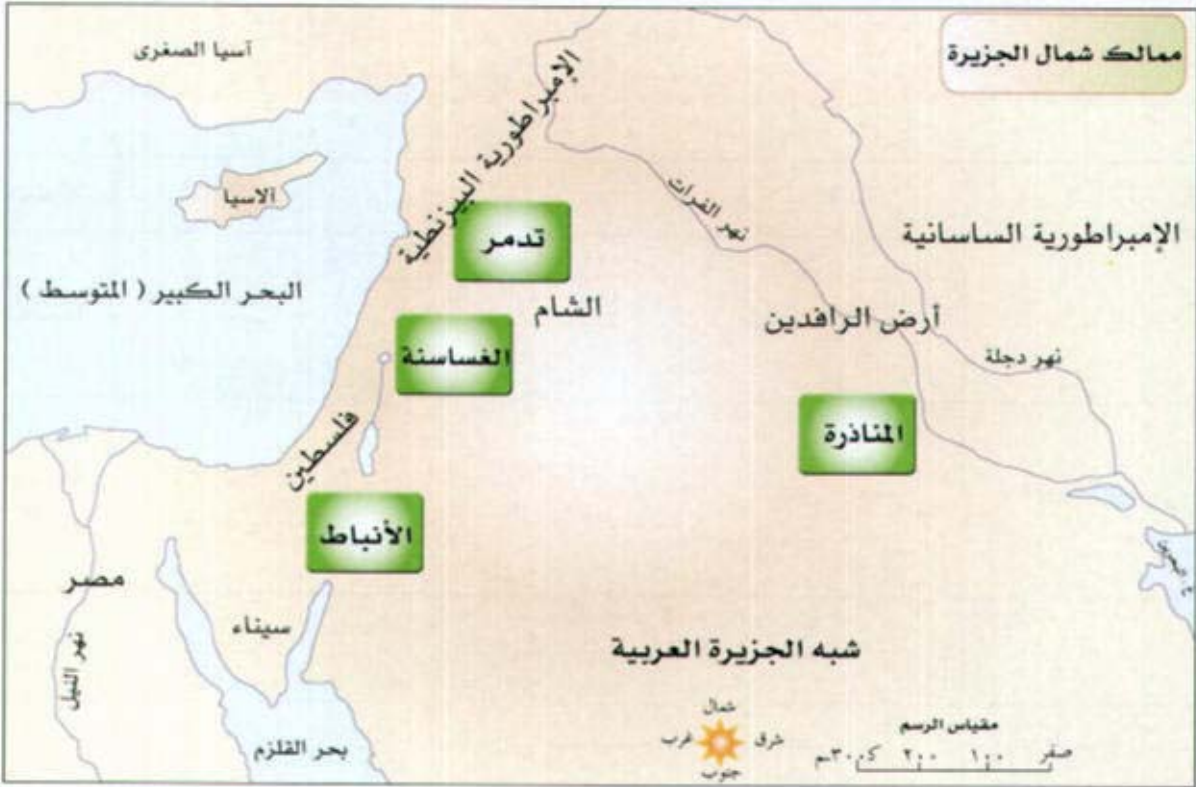 ممالك شمال الجزيرة
آسيا الصغرى
الإمبراطورية البيزنطية
الاسيا
نهر الفرات
تدمر
الإمبراطورية الساسانية
البحر الكبير ( المتوسط )
الشام
أرض الرافدين
الغساسنة
نهر دجلة
المناذرة
فلسطين
الأنباط
خ البحرين
مصر
سيناء
نهر النيل
شبه الجزيرة العربية
بحر القلزم
شمال
شرق
غرب
جنوب
مقياس الرسم
صفر ١٠٠ ٢٠٠ ٣٠٠كم